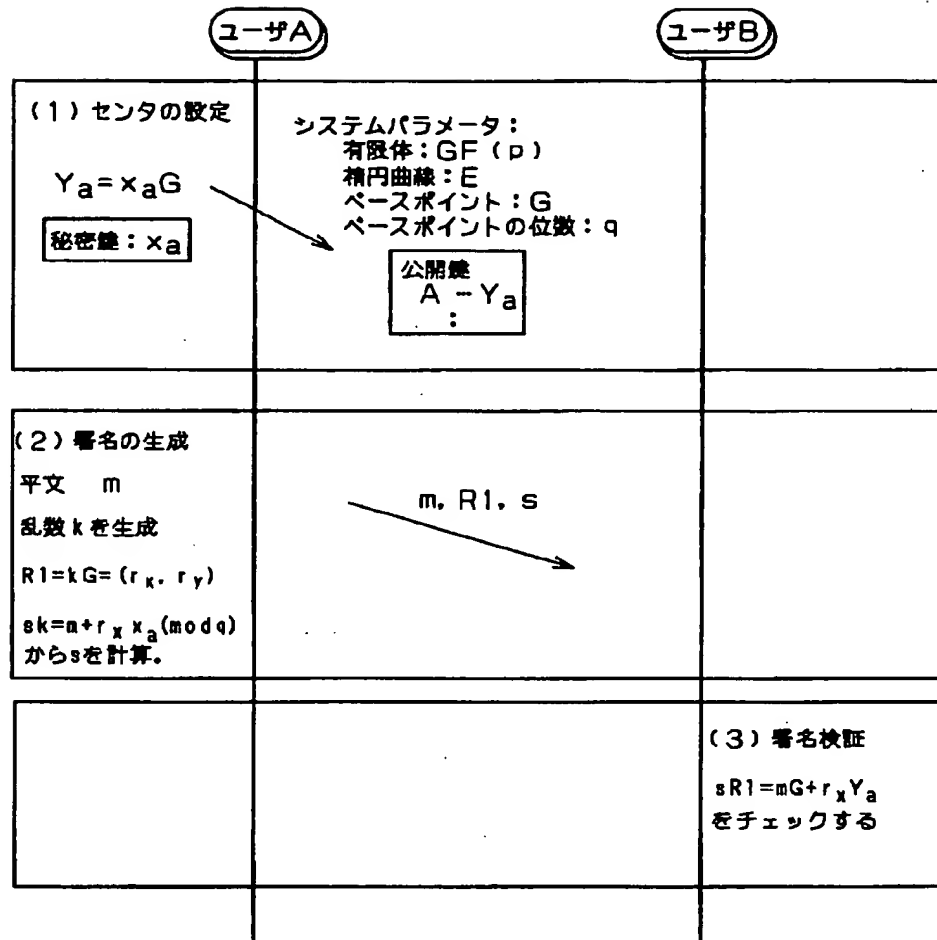 ユーザA
ユーザB
(1)センタの設定
Ya=xaG
秘密鍵:xa
システムパラメータ:
有限体:GF(p)
楕円曲線:E
ベースポイント:G
ベースポイントの位数:q
公開鍵
A-Ya
:
(2)署名の生成
平文 m
乱数kを生成
R1=kG=(rx, ry)
sk=m+rx xa(mod q)
からsを計算。
m, R1, s
(3)署名検証
sR1=mG+rxYa
をチェックする